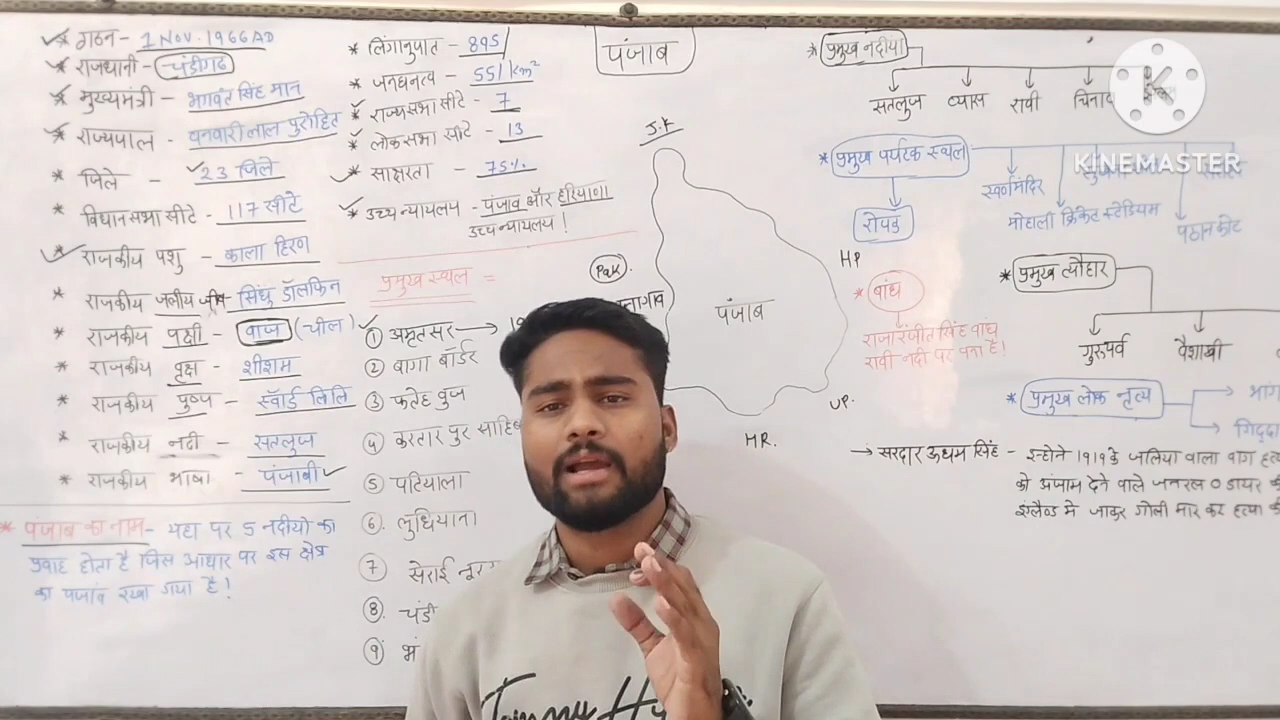 * गठन - 1 Nov. 1966 AD
* राजधानी - चंडीगढ
* मुख्यमंत्री - भगवंत सिंह मान
* राज्यपाल - बनवारी लाल पुरोहित
* जिले - 23 जिले
* विधानसभा सीटे - 117 सीटे
* राजकीय पशु - काला हिरण
* राजकीय जलीय जीव - सिंधु डॉलफिन
* राजकीय पक्षी - बाज (चील)
* राजकीय वृक्ष - शीशम
* राजकीय पुष्प - स्वॅार्ड लिलि
* राजकीय नदी - सतलुज
* राजकीय भाषा - पंजाबी
* पंजाब का नाम - यहा पर 5 नदीयो का
प्रवाह होता है जिस आधार पर इस क्षेत्र
का पंजाब रखा गया है!
* लिंगानुपात - 895
* जनघनत्व - 551 km²
* राज्यसभा सीटे - 7
* लोकसभा सीटे - 13
* साक्षरता - 75%
* उच्च न्यायलय - पंजाब और हरियाणा
उच्च न्यायलय!
प्रमुख स्थल =
① अमृतसर → 
② बागा बॉर्डर
③ फतेह बुज
④ करतार पुर साहिब
⑤ पटियाला
⑥ लुधियाना
⑦ सेराई नूर
⑧ चंडी
⑨
पंजाब
J.K
Pak.
HP
पंजाब
UP.
HR.
* प्रमुख नदीयां
सतलुज व्यास रावी चिनाब
* प्रमुख पर्यटक स्थल
स्वर्ण मंदिर
मोहाली क्रिकेट स्टेडियम
पठानकोट
रोपड
* बांध
राजा रंजीत सिंह बांध
रावी नदी पर बना है!
* प्रमुख त्यौहार
गुरुपर्व वैशाखी
* प्रमुख लोक नृत्य
गिद्दा
→ सरदार ऊधम सिंह - इन्होने 1919 के जलिया वाला बाग हत्या
को अंजाम देने वाले जनरल ० डायर की
इंग्लैण्ड मे जाकर गोली मार कर हत्या की
KINEMASTER